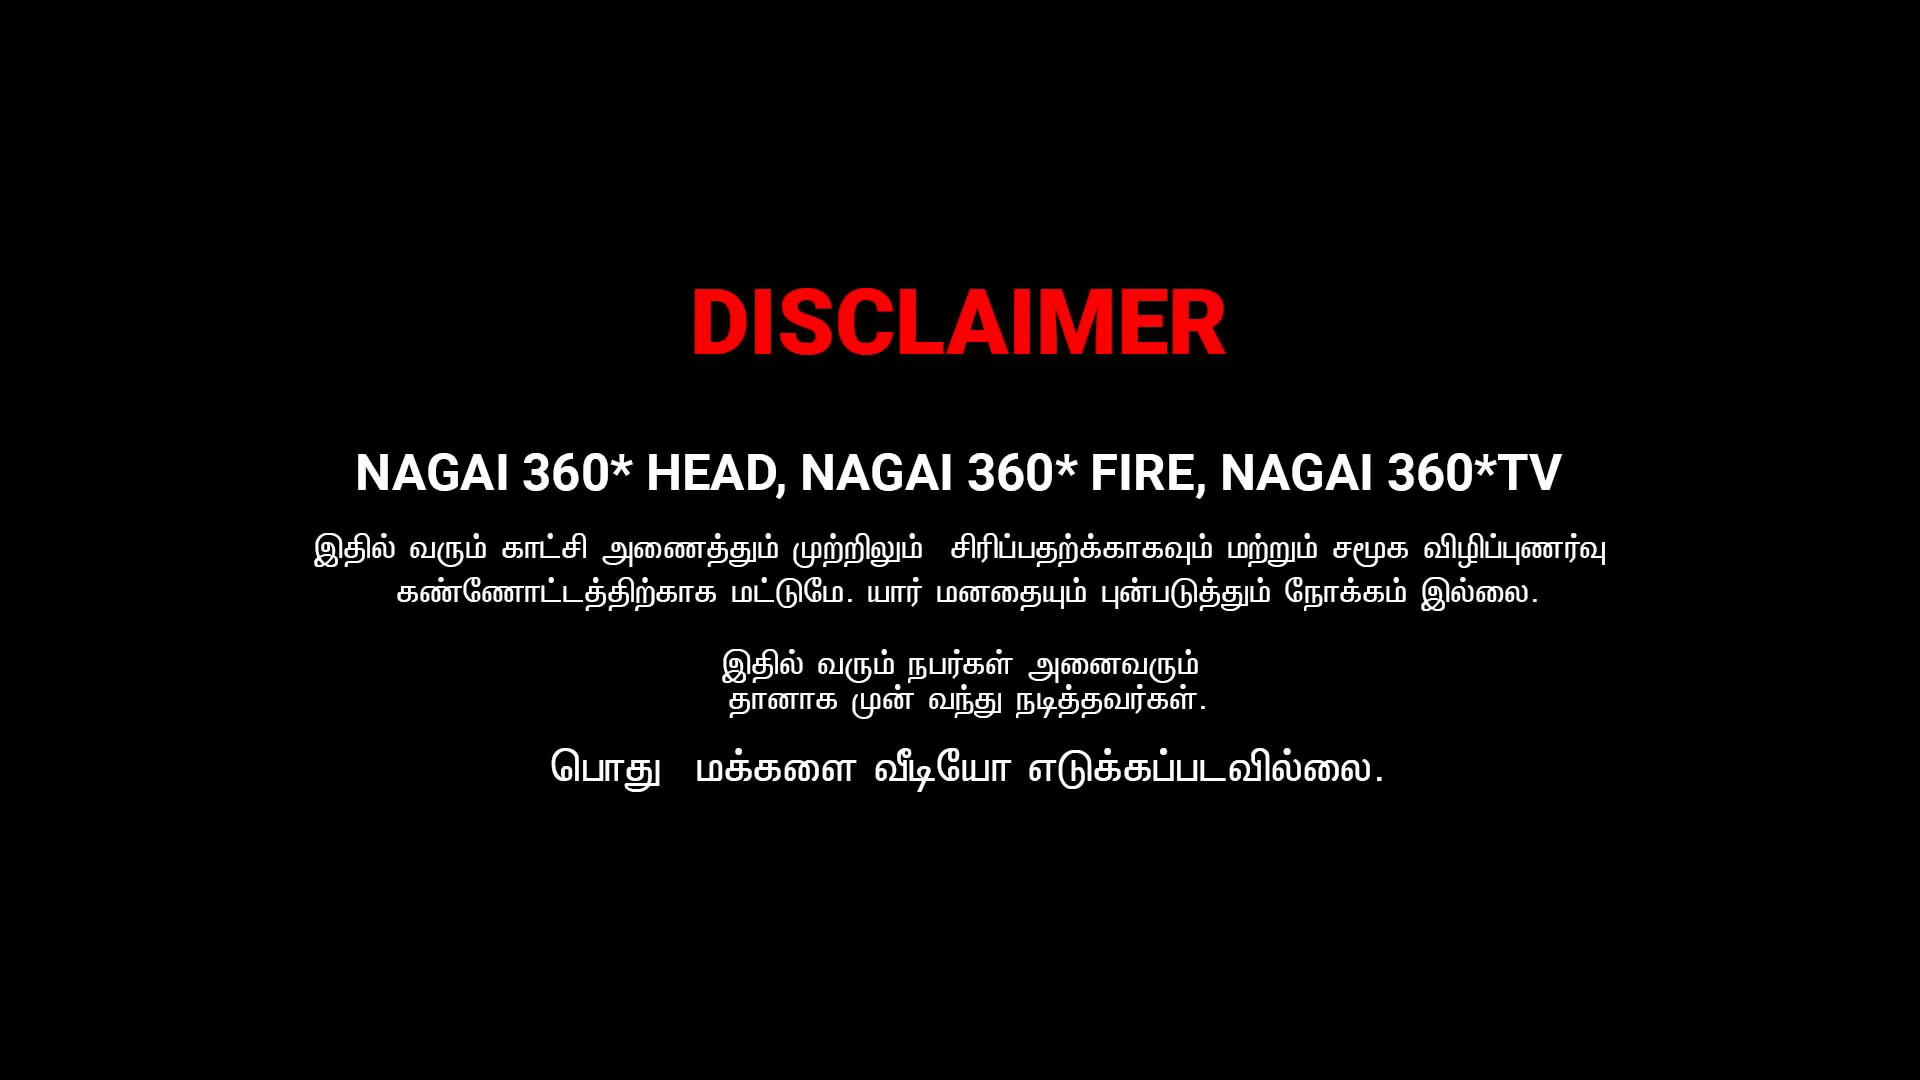 DISCLAIMER
NAGAI 360* HEAD, NAGAI 360* FIRE, NAGAI 360*TV
இதில் வரும் காட்சி அணைத்தும் முற்றிலும் சிரிப்பதற்க்காகவும் மற்றும் சமூக விழிப்புணர்வு
கண்ணோட்டத்திற்காக மட்டுமே. யார் மனதையும் புன்படுத்தும் நோக்கம் இல்லை.
இதில் வரும் நபர்கள் அனைவரும்
தானாக முன் வந்து நடித்தவர்கள்.
பொது மக்களை வீடியோ எடுக்கப்படவில்லை.